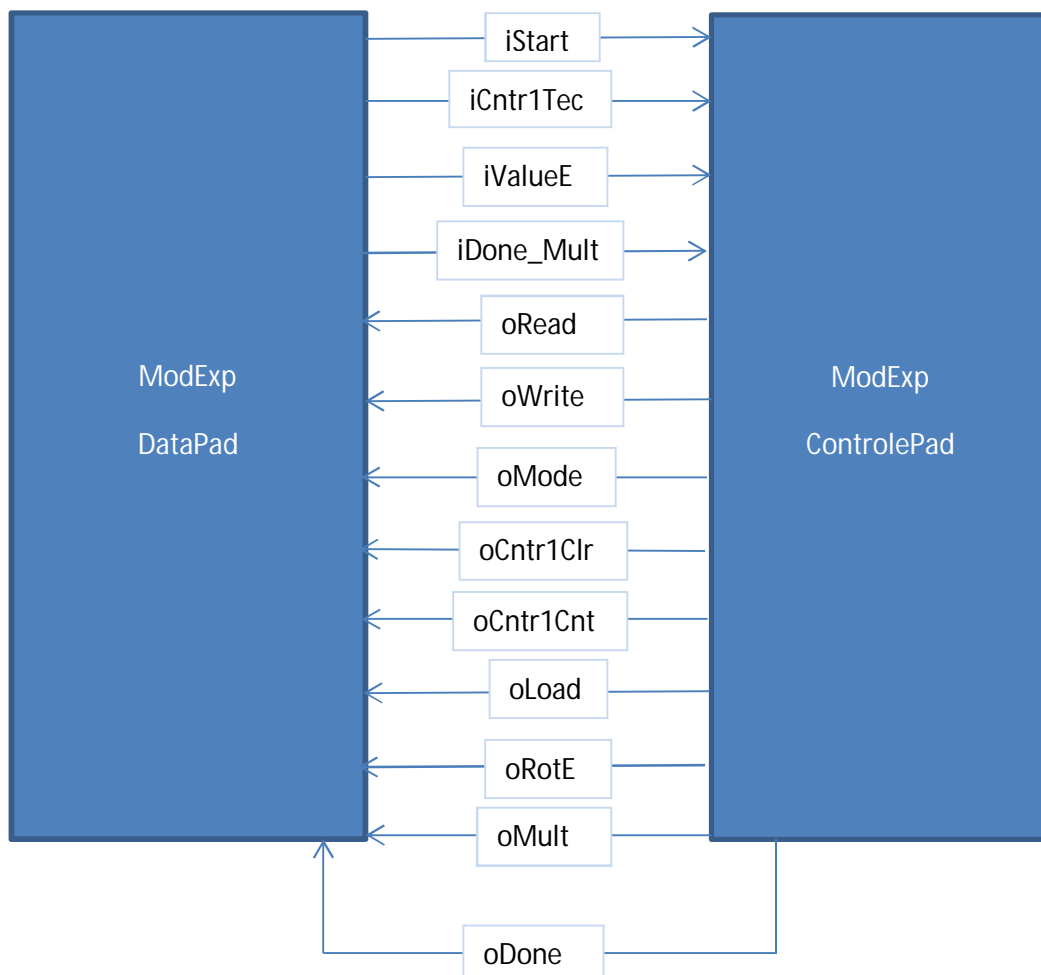 iStart
iCntr1Tec
iValueE
iDone_Mult
oRead
ModExp
DataPad
ModExp
ControlePad
oWrite
oMode
oCntr1Clr
oCntr1Cnt
oLoad
oRotE
oMult
oDone